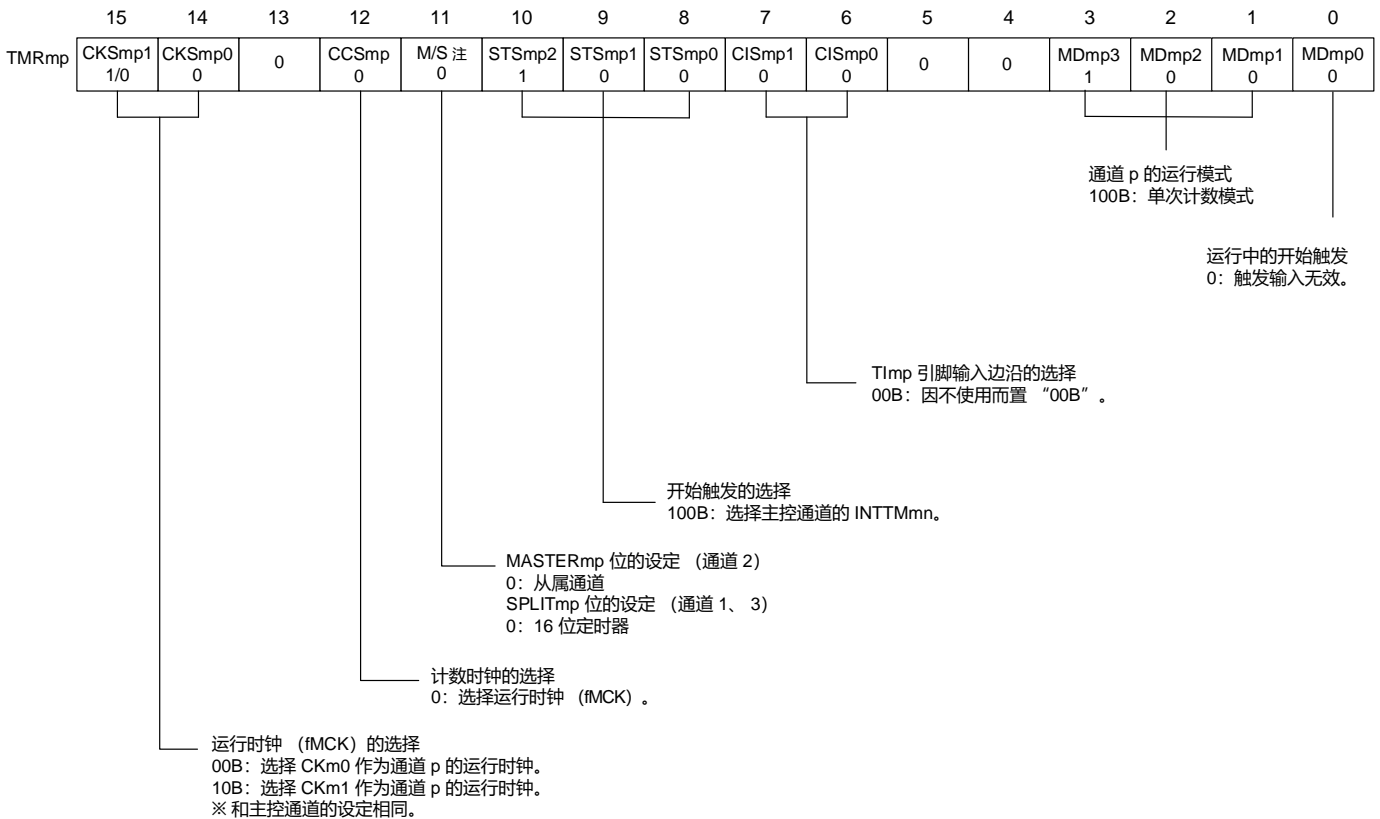 15 14 13 12 11 10 9 8 7 6 5 4 3 2 1 0
TMRmp CKSmp1 CKSmp0 0 CCSmp M/S 注 STSmp2 STSmp1 STSmp0 CISmp1 CISmp0 0 0 MDmp3 MDmp2 MDmp1 MDmp0
1/0 0 0 0 1 0 0 0 0 1 0 0 0
通道 p 的运行模式
100B：单次计数模式
运行中的开始触发
0：触发输入无效。
TImp 引脚输入边沿的选择
00B：因不使用而置 “00B”。
开始触发的选择
100B：选择主控通道的 INTTMmn。
MASTERmp 位的设定 （通道 2）
0：从属通道
SPLITmp 位的设定 （通道 1、 3）
0：16 位定时器
计数时钟的选择
0：选择运行时钟 （fMCK）。
运行时钟 （fMCK）的选择
00B：选择 CKm0 作为通道 p 的运行时钟。
10B：选择 CKm1 作为通道 p 的运行时钟。
※ 和主控通道的设定相同。